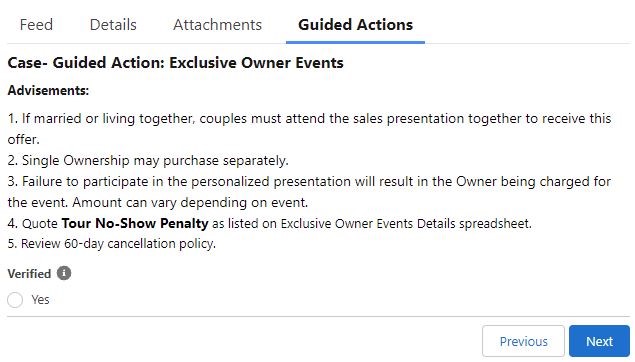 Feed Details Attachments Guided Actions
Case- Guided Action: Exclusive Owner Events
Advisements:
1. If married or living together, couples must attend the sales presentation together to receive this
offer.
2. Single Ownership may purchase separately.
3. Failure to participate in the personalized presentation will result in the Owner being charged for
the event. Amount can vary depending on event.
4. Quote Tour No-Show Penalty as listed on Exclusive Owner Events Details spreadsheet.
5. Review 60-day cancellation policy.
Verified i
Yes
Previous Next